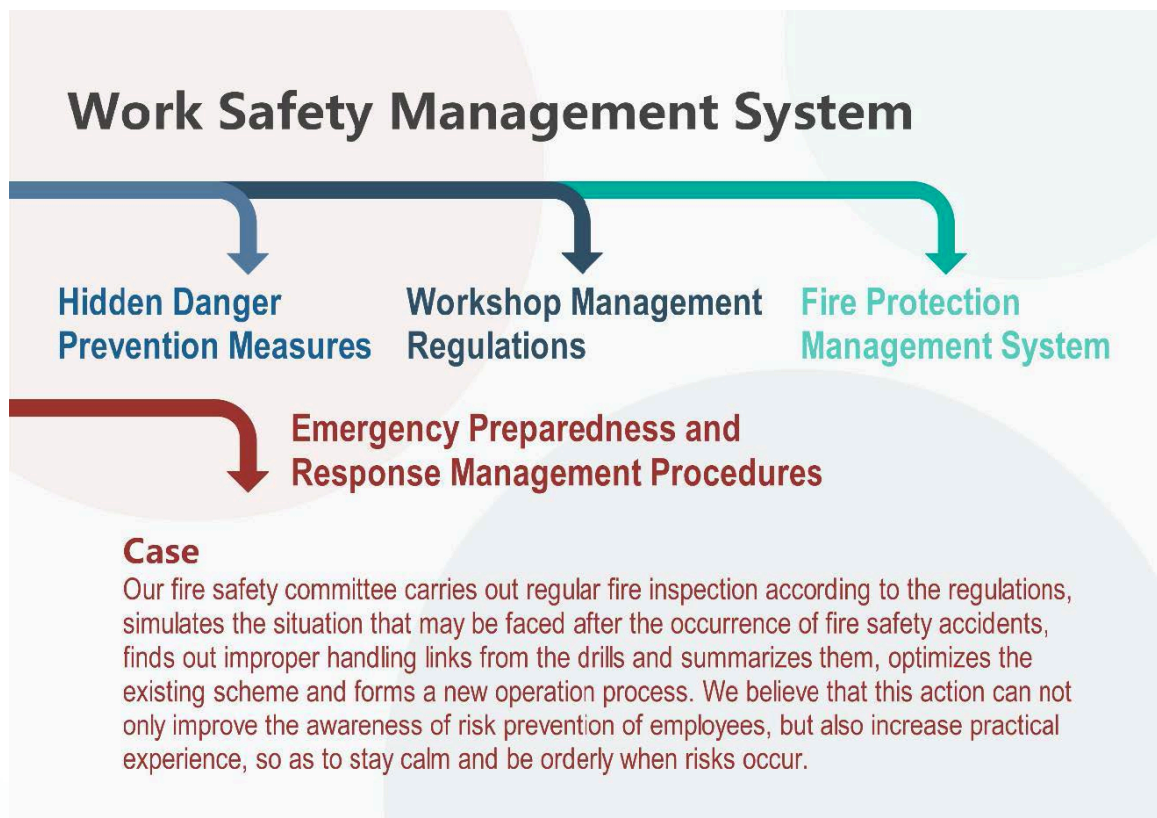 Work Safety Management System
Hidden Danger
Prevention Measures
Workshop Management
Regulations
Fire Protection
Management System
Emergency Preparedness and
Response Management Procedures
Case
Our fire safety committee carries out regular fire inspection according to the regulations,
simulates the situation that may be faced after the occurrence of fire safety accidents,
finds out improper handling links from the drills and summarizes them, optimizes the
existing scheme and forms a new operation process. We believe that this action can not
only improve the awareness of risk prevention of employees, but also increase practical
experience, so as to stay calm and be orderly when risks occur.